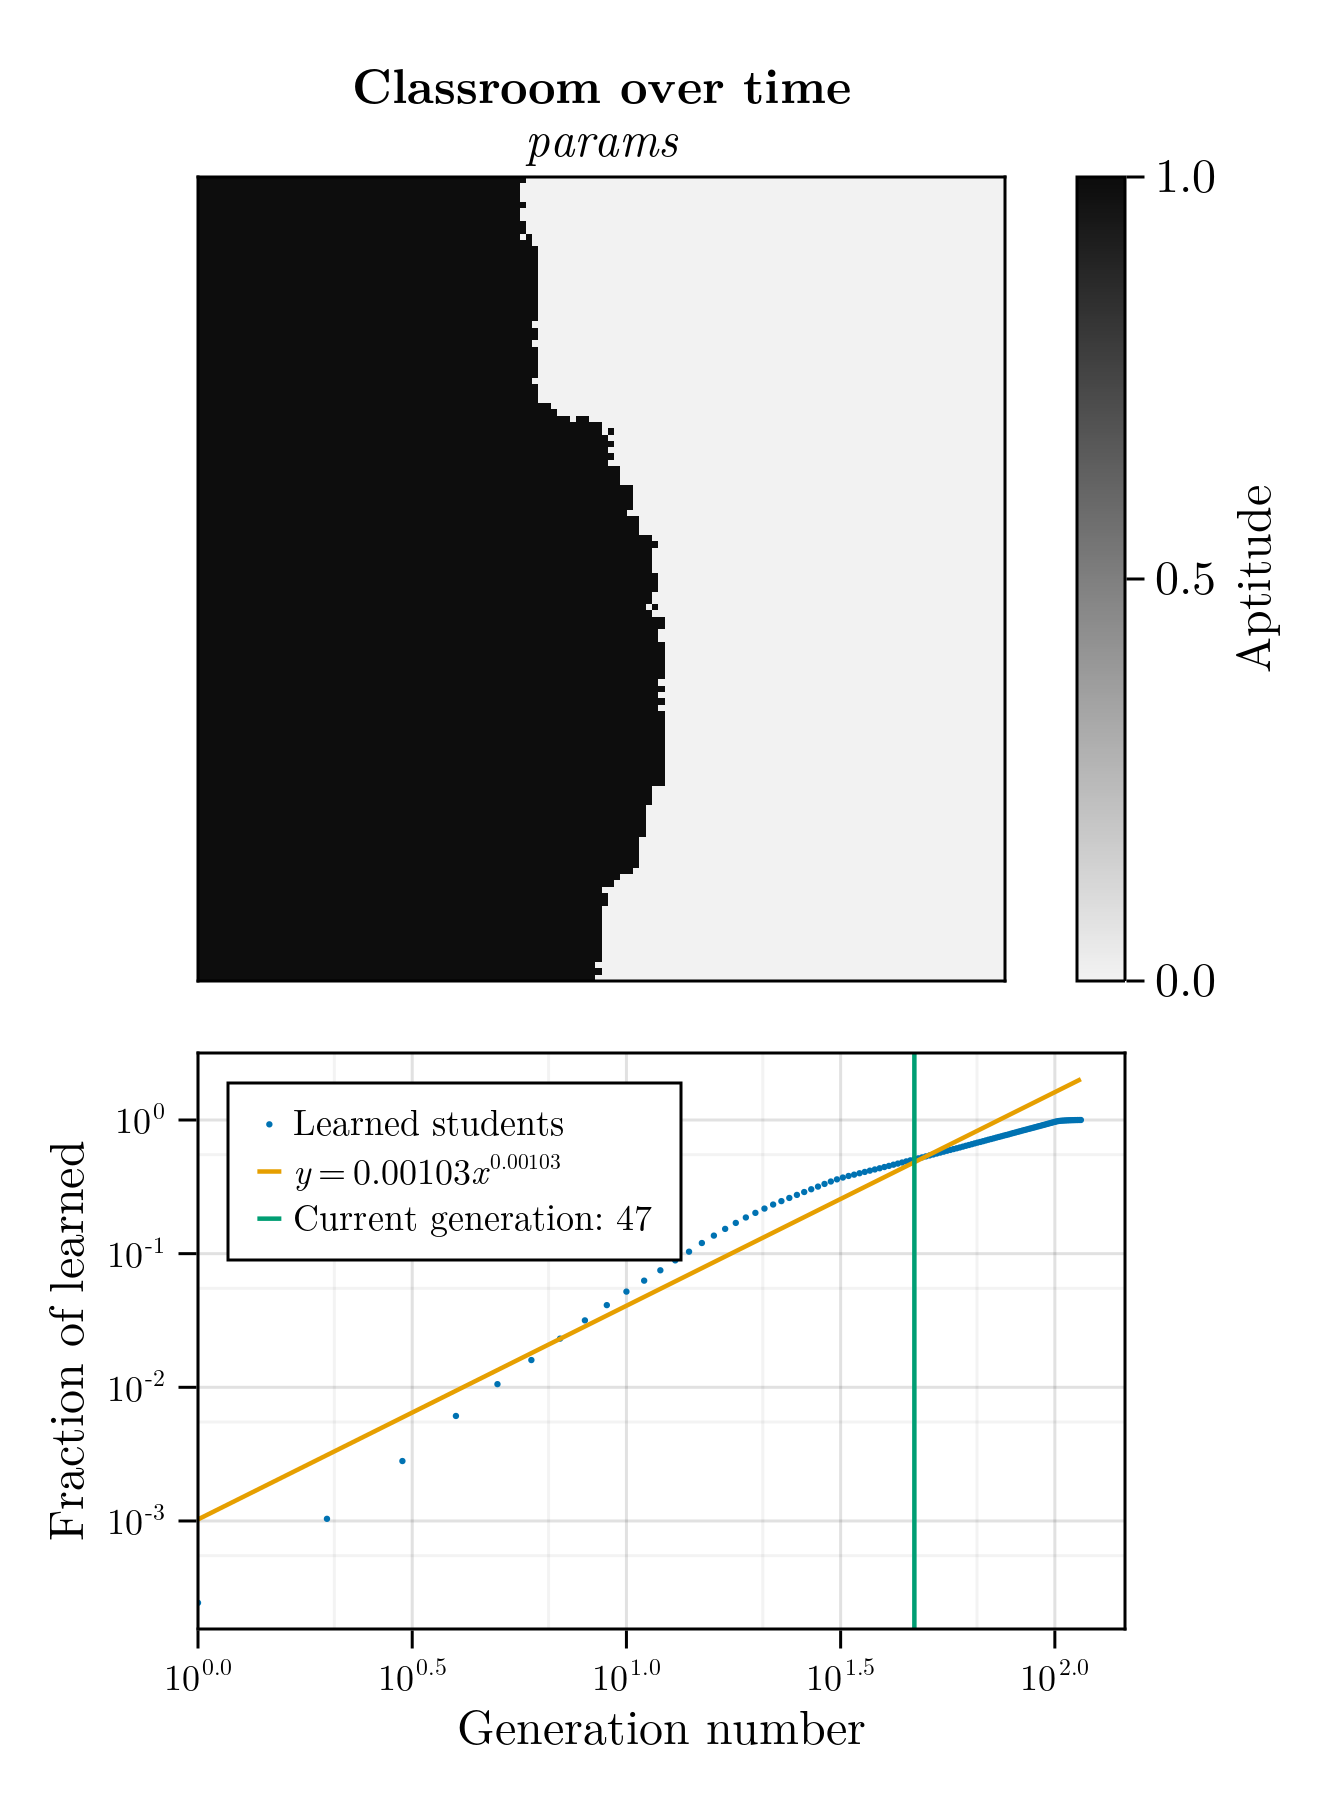 Classroom over time
params
1.0
0.5
0.0
Aptitude
Learned students
y = 0.00103x^0.00103
Current generation: 47
10^0
10^-1
10^-2
10^-3
Fraction of learned
10^0.0 10^0.5 10^1.0 10^1.5 10^2.0
Generation number